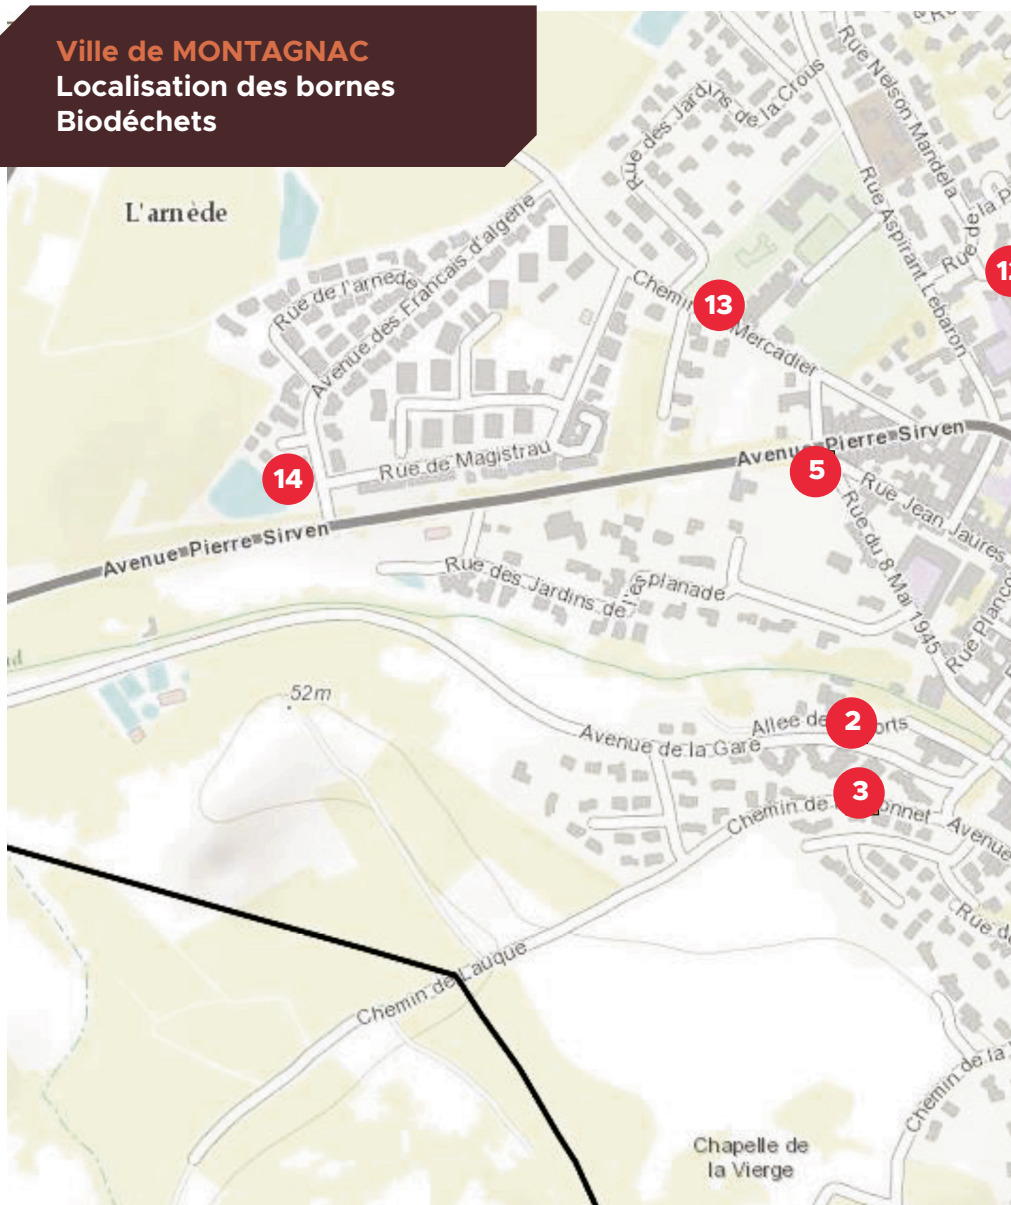 Ville de MONTAGNAC
Localisation des bornes
Biodéchets
L'arnède
Rue Nelson Mandela
Rue des Jardins de la Crous
Rue Aspirant Lebaron
Rue de la P
Avenue des Francais d'algerie
Rue de l'arnede
Chemin Mercadier
13
Avenue Pierre Sirven
Rue de Magistrau
14
5
Avenue Pierre Sirven
Rue Jean Jaures
Rue du 8 Mai 1945
Rue des Jardins de l'esplanade
52m
2
Avenue de la Gare
3
Chemin de
onnet
Avenue
Rue de
Chemin de Lauque
Chemin de la
Chapelle de
la Vierge